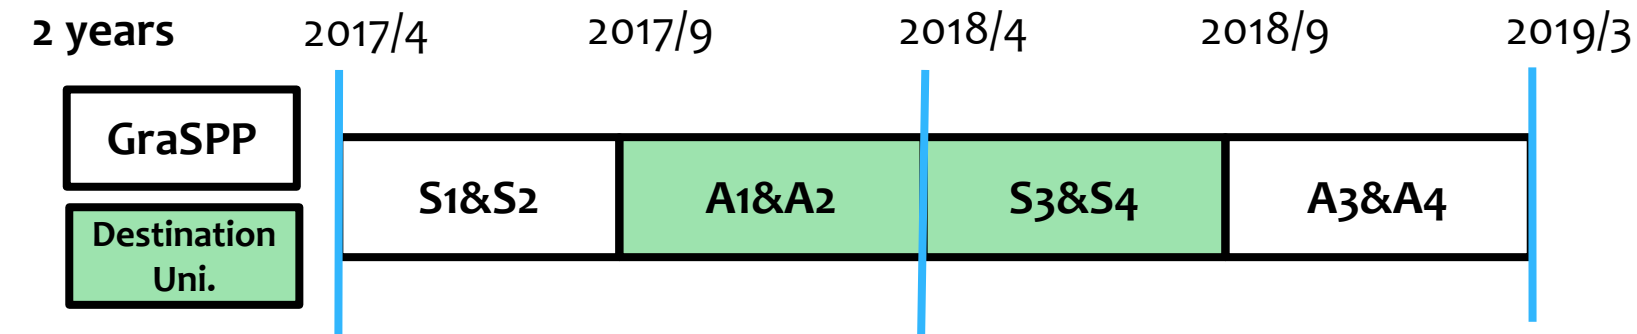 2 years 2017/4 2017/9 2018/4 2018/9 2019/3
GraSPP
S1&S2 A1&A2 S3&S4 A3&A4
Destination
Uni.